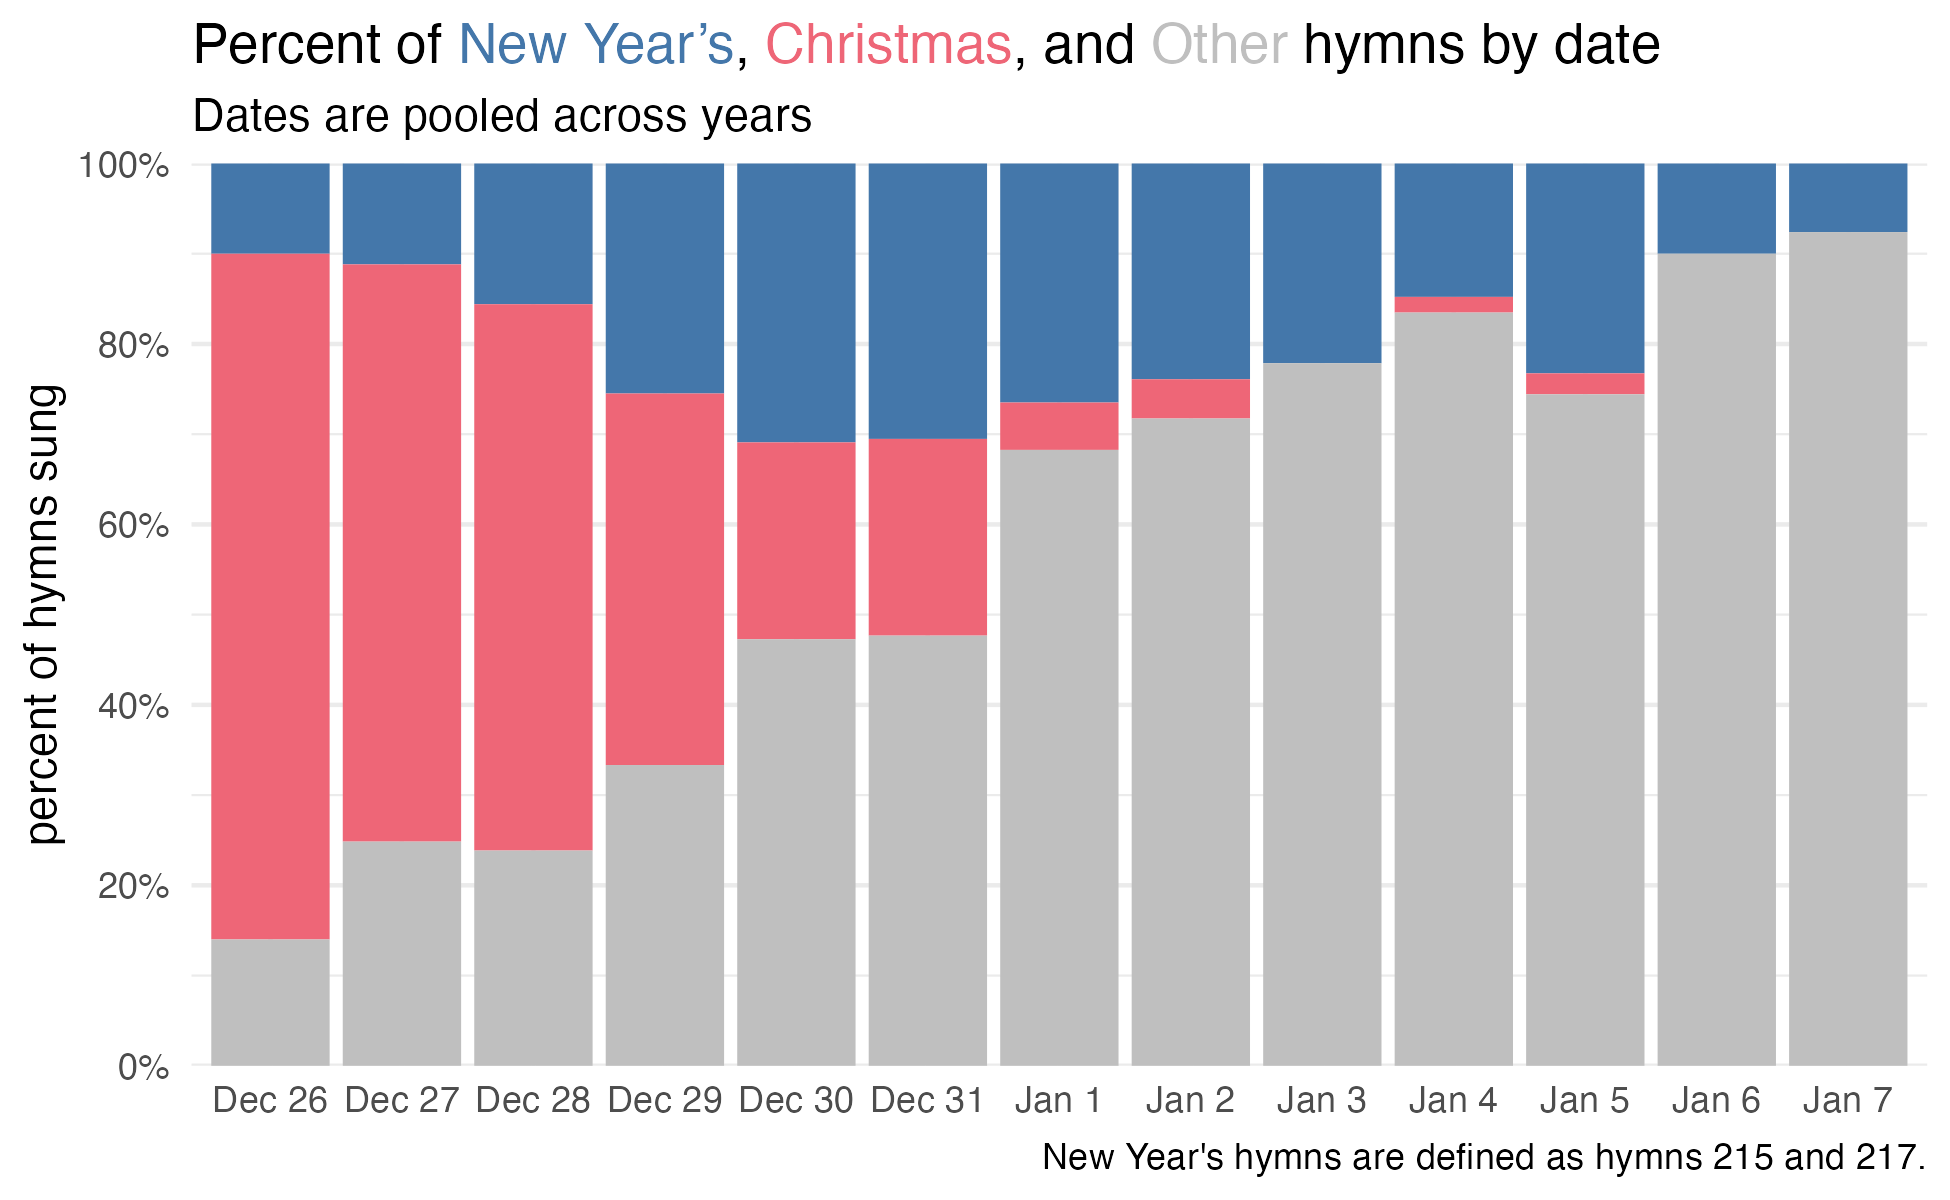 Percent of New Year’s, Christmas, and Other hymns by date
Dates are pooled across years
percent of hymns sung
100%
80%
60%
40%
20%
0%
Dec 26 Dec 27 Dec 28 Dec 29 Dec 30 Dec 31 Jan 1 Jan 2 Jan 3 Jan 4 Jan 5 Jan 6 Jan 7
New Year's hymns are defined as hymns 215 and 217.